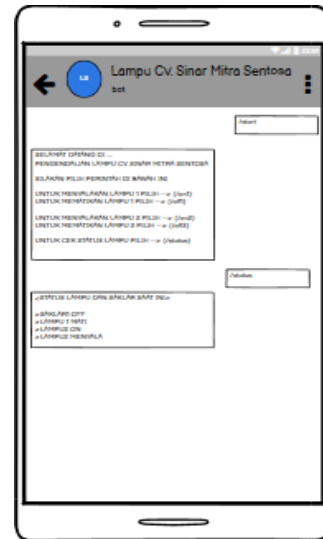 Lampu Cv. Sinar Mitra Sentosa
LS
bot
/start
SELAMAT DATANG DI ...
PENGENDALIAN LAMPU CV.SINAR MITRA SENTOSA
SILAKAN PILIH PERINTAH DI BAWAH INI
UNTUK MENYALAKAN LAMPU 1 PILIH --> (/on1)
UNTUK MEMATIKAN LAMPU 1 PILIH --> (/off1)
UNTUK MENYALAKAN LAMPU 2 PILIH --> (/on2)
UNTUK MEMATIKAN LAMPU 2 PILIH --> (/off2)
UNTUK CEK STATUS LAMPU PILIH --> (/status)
/status
<STATUS LAMPU DAN SAKLAR SAAT INI>
>SAKLAR1 OFF
>LAMPU 1 MATI
>LAMPU2 ON
>LAMPU2 MENYALA